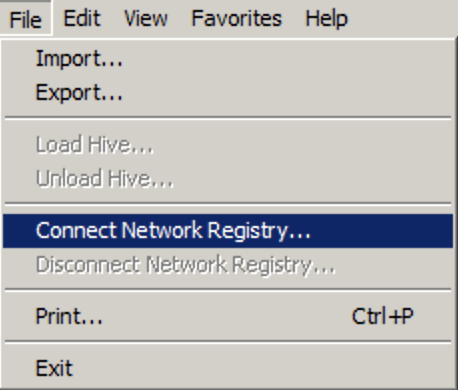 File Edit View Favorites Help
Import...
Export...
Load Hive...
Unload Hive...
Connect Network Registry...
Disconnect Network Registry...
Print... Ctrl+P
Exit